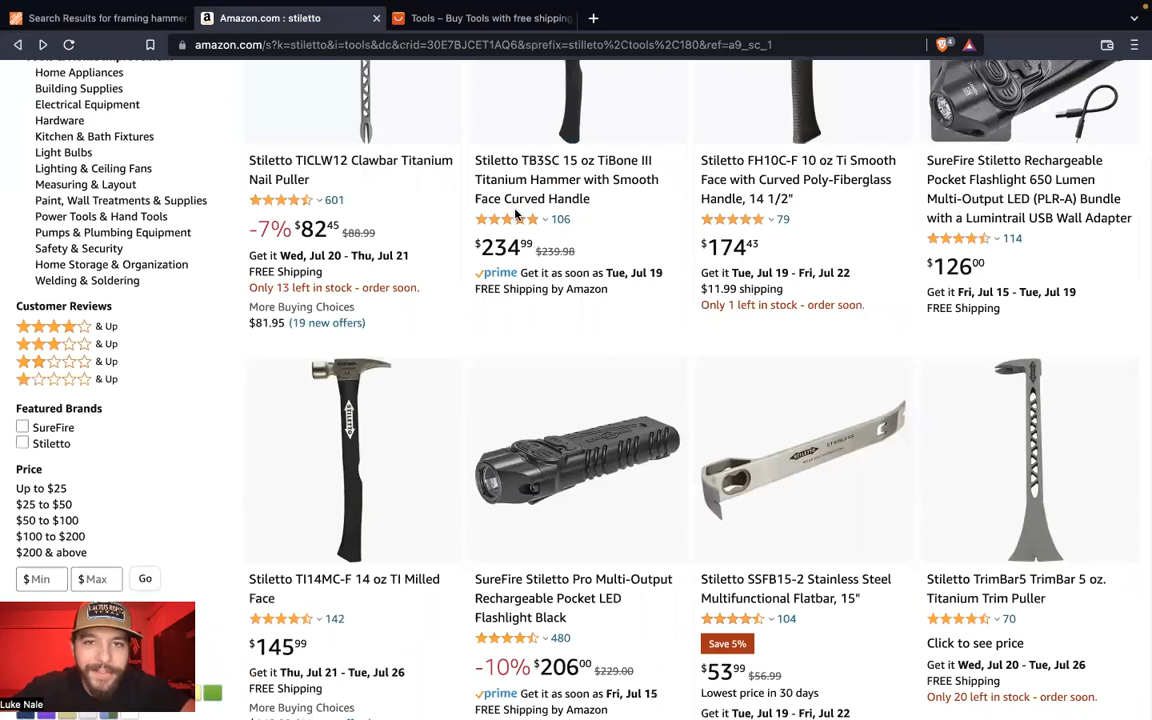 Search Results for framing hammer
Amazon.com : stiletto
Tools – Buy Tools with free shipping
amazon.com/s?k=stiletto&i=tools&dc&crid=30E7BJCET1AQ6&sprefix=stilleto%2Ctools%2C180&ref=a9_sc_1
4
Home Appliances
Building Supplies
Electrical Equipment
Hardware
Kitchen & Bath Fixtures
Light Bulbs
Lighting & Ceiling Fans
Measuring & Layout
Paint, Wall Treatments & Supplies
Power Tools & Hand Tools
Pumps & Plumbing Equipment
Safety & Security
Home Storage & Organization
Welding & Soldering
Customer Reviews
& Up
& Up
& Up
& Up
Featured Brands
SureFire
Stiletto
Price
Up to $25
$25 to $50
$50 to $100
$100 to $200
$200 & above
$ Min
$ Max
Go
Luke Nale
Stiletto TICLW12 Clawbar Titanium
Nail Puller
601
-7% $8245 $88.99
Get it Wed, Jul 20 - Thu, Jul 21
FREE Shipping
Only 13 left in stock - order soon.
More Buying Choices
$81.95 (19 new offers)
Stiletto TB3SC 15 oz TiBone III
Titanium Hammer with Smooth
Face Curved Handle
106
$23499 $239.98
prime Get it as soon as Tue, Jul 19
FREE Shipping by Amazon
Stiletto FH10C-F 10 oz Ti Smooth
Face with Curved Poly-Fiberglass
Handle, 14 1/2"
79
$17443
Get it Tue, Jul 19 - Fri, Jul 22
$11.99 shipping
Only 1 left in stock - order soon.
SureFire Stiletto Rechargeable
Pocket Flashlight 650 Lumen
Multi-Output LED (PLR-A) Bundle
with a Lumintrail USB Wall Adapter
114
$12600
Get it Fri, Jul 15 - Tue, Jul 19
FREE Shipping
STILETTO
Stiletto TI14MC-F 14 oz TI Milled
Face
142
$14599
Get it Thu, Jul 21 - Tue, Jul 26
FREE Shipping
More Buying Choices
SureFire Stiletto Pro Multi-Output
Rechargeable Pocket LED
Flashlight Black
480
-10% $20600 $229.00
prime Get it as soon as Fri, Jul 15
FREE Shipping by Amazon
STILETTO
STAINLESS
Stiletto SSFB15-2 Stainless Steel
Multifunctional Flatbar, 15"
104
Save 5%
$5399 $56.99
Lowest price in 30 days
Get it Tue, Jul 19 - Fri, Jul 22
Stiletto TrimBar5 TrimBar 5 oz.
Titanium Trim Puller
70
Click to see price
Get it Wed, Jul 20 - Tue, Jul 26
FREE Shipping
Only 20 left in stock - order soon.